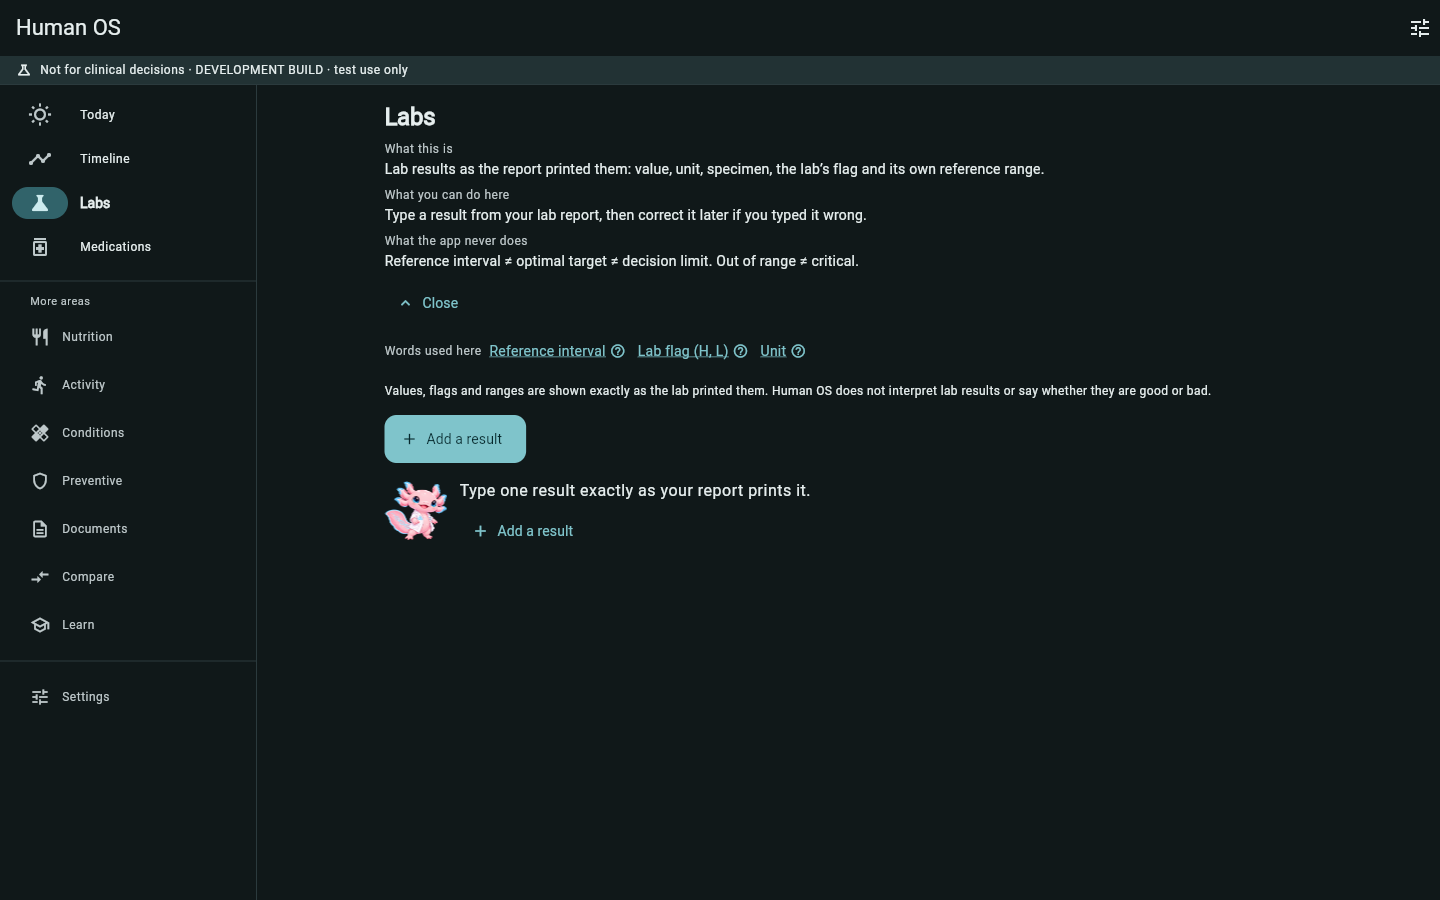 Human OS
Not for clinical decisions · DEVELOPMENT BUILD · test use only
Today
Timeline
Labs
Medications
More areas
Nutrition
Activity
Conditions
Preventive
Documents
Compare
Learn
Settings
Labs
What this is
Lab results as the report printed them: value, unit, specimen, the lab’s flag and its own reference range.
What you can do here
Type a result from your lab report, then correct it later if you typed it wrong.
What the app never does
Reference interval ≠ optimal target ≠ decision limit. Out of range ≠ critical.
Close
Words used here Reference interval Lab flag (H, L) Unit
Values, flags and ranges are shown exactly as the lab printed them. Human OS does not interpret lab results or say whether they are good or bad.
Add a result
Type one result exactly as your report prints it.
Add a result